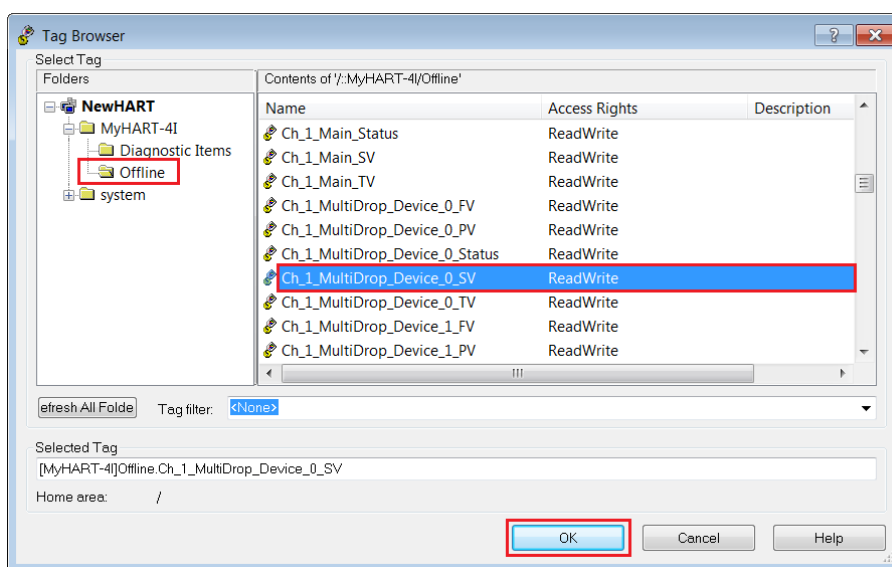 Tag Browser
Select Tag
Folders
Contents of '/::MyHART-4I/Offline'
NewHART
MyHART-4I
Diagnostic Items
Offline
system
Name Access Rights Description
Ch_1_Main_Status ReadWrite
Ch_1_Main_SV ReadWrite
Ch_1_Main_TV ReadWrite
Ch_1_MultiDrop_Device_0_FV ReadWrite
Ch_1_MultiDrop_Device_0_PV ReadWrite
Ch_1_MultiDrop_Device_0_Status ReadWrite
Ch_1_MultiDrop_Device_0_SV ReadWrite
Ch_1_MultiDrop_Device_0_TV ReadWrite
Ch_1_MultiDrop_Device_1_FV ReadWrite
Ch_1_MultiDrop_Device_1_PV ReadWrite
efresh All Folde Tag filter: <None>
Selected Tag
[MyHART-4I]Offline.Ch_1_MultiDrop_Device_0_SV
Home area: /
OK Cancel Help